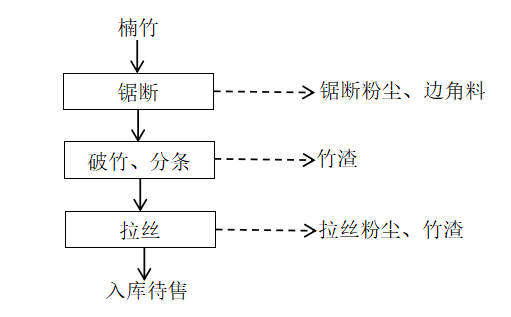 楠竹
锯断
锯断粉尘、边角料
破竹、分条
竹渣
拉丝
拉丝粉尘、竹渣
入库待售